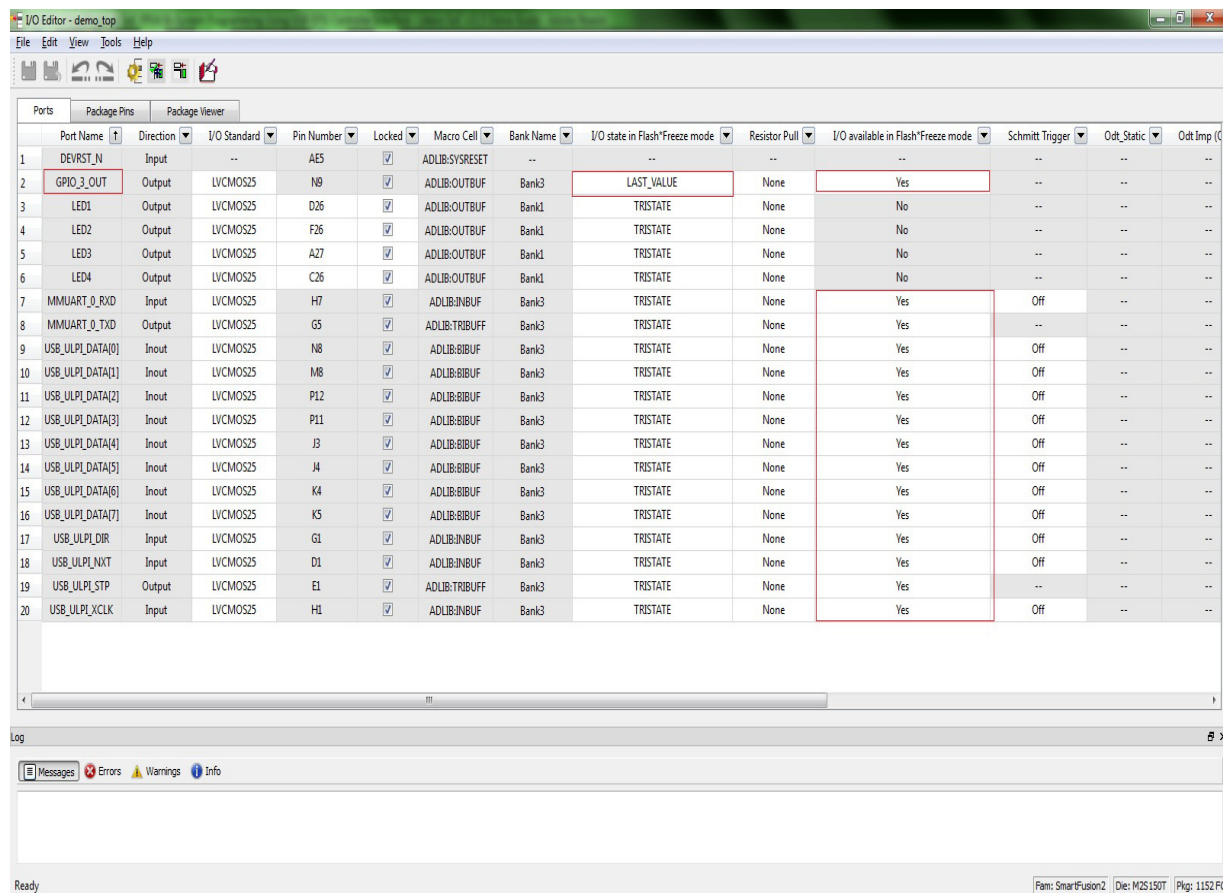 I/O Editor - demo_top
File Edit View Tools Help
Ports Package Pins Package Viewer
Port Name Direction I/O Standard Pin Number Locked Macro Cell Bank Name I/O state in Flash*Freeze mode Resistor Pull I/O available in Flash*Freeze mode Schmitt Trigger Odt_Static Odt Imp (O
1 DEVRST_N Input -- AE5 ADLIB:SYSRESET -- -- -- -- -- -- --
2 GPIO_3_OUT Output LVCMOS25 N9 ADLIB:OUTBUF Bank3 LAST_VALUE None Yes -- -- --
3 LED1 Output LVCMOS25 D26 ADLIB:OUTBUF Bank1 TRISTATE None No -- -- --
4 LED2 Output LVCMOS25 F26 ADLIB:OUTBUF Bank1 TRISTATE None No -- -- --
5 LED3 Output LVCMOS25 A27 ADLIB:OUTBUF Bank1 TRISTATE None No -- -- --
6 LED4 Output LVCMOS25 C26 ADLIB:OUTBUF Bank1 TRISTATE None No -- -- --
7 MMUART_0_RXD Input LVCMOS25 H7 ADLIB:INBUF Bank3 TRISTATE None Yes Off -- --
8 MMUART_0_TXD Output LVCMOS25 G5 ADLIB:TRIBUFF Bank3 TRISTATE None Yes -- -- --
9 USB_ULPI_DATA[0] Inout LVCMOS25 N8 ADLIB:BIBUF Bank3 TRISTATE None Yes Off -- --
10 USB_ULPI_DATA[1] Inout LVCMOS25 M8 ADLIB:BIBUF Bank3 TRISTATE None Yes Off -- --
11 USB_ULPI_DATA[2] Inout LVCMOS25 P12 ADLIB:BIBUF Bank3 TRISTATE None Yes Off -- --
12 USB_ULPI_DATA[3] Inout LVCMOS25 P11 ADLIB:BIBUF Bank3 TRISTATE None Yes Off -- --
13 USB_ULPI_DATA[4] Inout LVCMOS25 J3 ADLIB:BIBUF Bank3 TRISTATE None Yes Off -- --
14 USB_ULPI_DATA[5] Inout LVCMOS25 J4 ADLIB:BIBUF Bank3 TRISTATE None Yes Off -- --
15 USB_ULPI_DATA[6] Inout LVCMOS25 K4 ADLIB:BIBUF Bank3 TRISTATE None Yes Off -- --
16 USB_ULPI_DATA[7] Inout LVCMOS25 K5 ADLIB:BIBUF Bank3 TRISTATE None Yes Off -- --
17 USB_ULPI_DIR Input LVCMOS25 G1 ADLIB:INBUF Bank3 TRISTATE None Yes Off -- --
18 USB_ULPI_NXT Input LVCMOS25 D1 ADLIB:INBUF Bank3 TRISTATE None Yes Off -- --
19 USB_ULPI_STP Output LVCMOS25 E1 ADLIB:TRIBUFF Bank3 TRISTATE None Yes -- -- --
20 USB_ULPI_XCLK Input LVCMOS25 H1 ADLIB:INBUF Bank3 TRISTATE None Yes Off -- --
Log
Messages Errors Warnings Info
Ready Fam: SmartFusion2 Die: M2S150T Pkg: 1152 FC